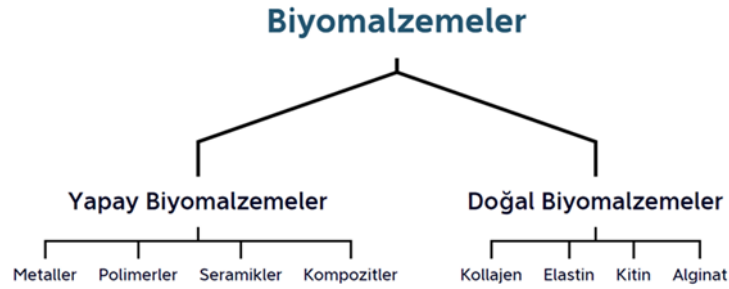 Biyomalzemeler
Yapay Biyomalzemeler Doğal Biyomalzemeler
Metaller Polimerler Seramikler Kompozitler Kollajen Elastin Kitin Alginat